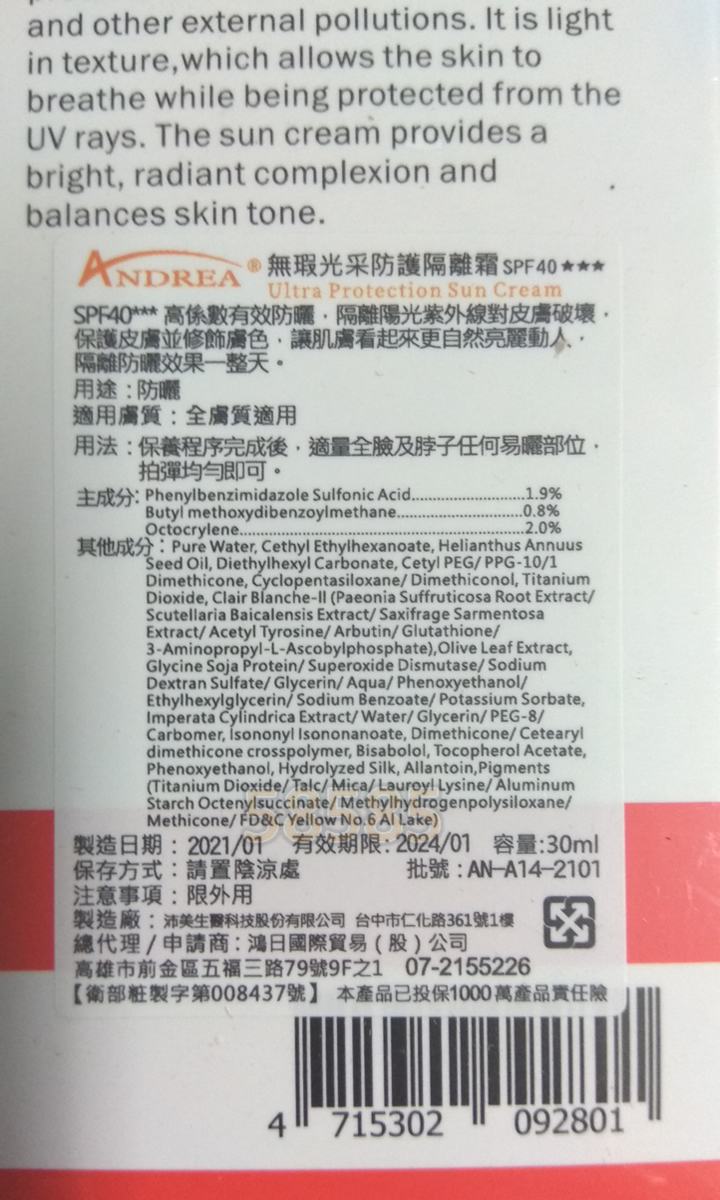 and other external pollutions. It is light
in texture,which allows the skin to
breathe while being protected from the
UV rays. The sun cream provides a
bright, radiant complexion and
balances skin tone.
ANDREA® 無瑕光采防護隔離霜 SPF40★★★
Ultra Protection Sun Cream
SPF40*** 高係數有效防曬，隔離陽光紫外線對皮膚破壞，
保護皮膚並修飾膚色，讓肌膚看起來更自然亮麗動人，
隔離防曬效果一整天。
用途：防曬
適用膚質：全膚質適用
用法：保養程序完成後，適量全臉及脖子任何易曬部位，
拍彈均勻即可。
主成分: Phenylbenzimidazole Sulfonic Acid..........................1.9%
Butyl methoxydibenzoylmethane.............................0.8%
Octocrylene..................................................................2.0%
其他成分：Pure Water, Cethyl Ethylhexanoate, Helianthus Annuus
Seed Oil, Diethylhexyl Carbonate, Cetyl PEG/ PPG-10/1
Dimethicone, Cyclopentasiloxane/ Dimethiconol, Titanium
Dioxide, Clair Blanche-II (Paeonia Suffruticosa Root Extract/
Scutellaria Baicalensis Extract/ Saxifrage Sarmentosa
Extract/ Acetyl Tyrosine/ Arbutin/ Glutathione/
3-Aminopropyl-L-Ascobylphosphate),Olive Leaf Extract,
Glycine Soja Protein/ Superoxide Dismutase/ Sodium
Dextran Sulfate/ Glycerin/ Aqua/ Phenoxyethanol/
Ethylhexylglycerin/ Sodium Benzoate/ Potassium Sorbate,
Imperata Cylindrica Extract/ Water/ Glycerin/ PEG-8/
Carbomer, Isononyl Isononanoate, Dimethicone/ Cetearyl
dimethicone crosspolymer, Bisabolol, Tocopherol Acetate,
Phenoxyethanol, Hydrolyzed Silk, Allantoin,Pigments
(Titanium Dioxide/ Talc/ Mica/ Lauroyl Lysine/ Aluminum
Starch Octenylsuccinate/ Methylhydrogenpolysiloxane/
Methicone/ FD&C Yellow No.6 Al Lake)
製造日期：2021/01 有效期限: 2024/01 容量:30ml
保存方式：請置陰涼處 批號：AN-A14-2101
注意事項：限外用
製造廠：沛美生醫科技股份有限公司 台中市仁化路361號1樓
總代理/申請商：鴻日國際貿易（股）公司
高雄市前金區五福三路79號9F之1 07-2155226
【衛部粧製字第008437號】 本產品已投保1000萬產品責任險
4 715302 092801